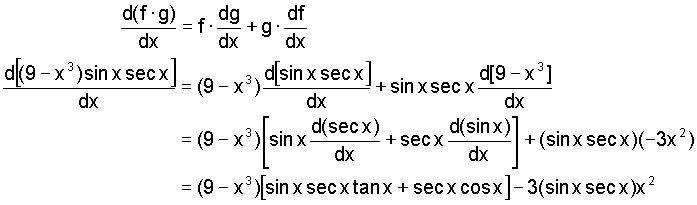 d(f·g)/dx = f·dg/dx + g·df/dx
d[(9 − x³)sin x sec x]/dx = (9 − x³) d[sin x sec x]/dx + sin x sec x d[9 − x³]/dx
= (9 − x³)[sin x d(sec x)/dx + sec x d(sin x)/dx] + (sin x sec x)(−3x²)
= (9 − x³)[sin x sec x tan x + sec x cos x] − 3(sin x sec x)x²